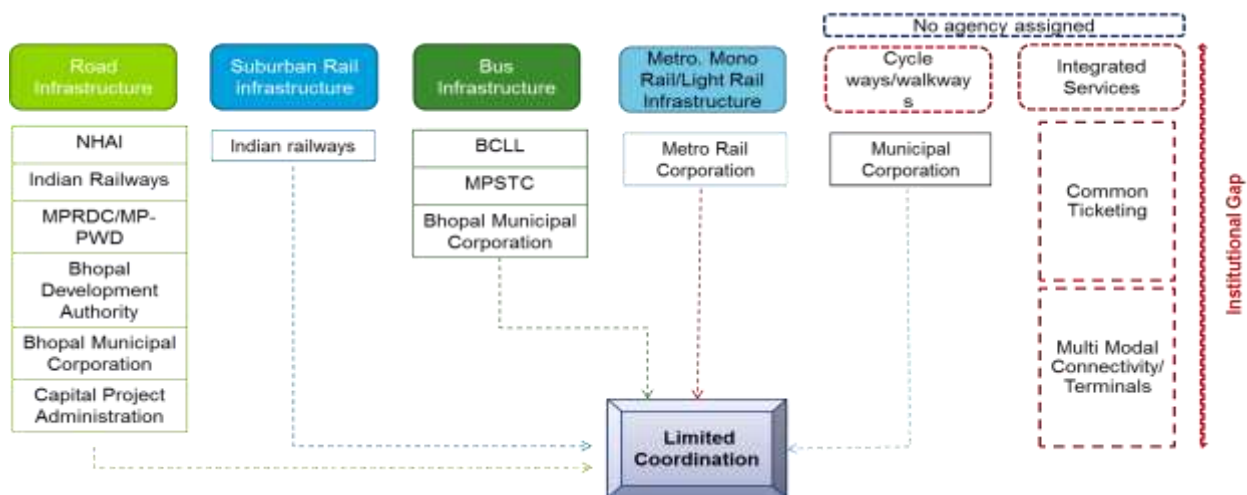 No agency assigned
Road
Infrastructure
Suburban Rail
infrastructure
Bus
Infrastructure
Metro. Mono
Rail/Light Rail
Infrastructure
Cycle
ways/walkway
s
Integrated
Services
NHAI
Indian Railways
MPRDC/MP-
PWD
Bhopal
Development
Authority
Bhopal Municipal
Corporation
Capital Project
Administration
Indian railways
BCLL
MPSTC
Bhopal Municipal
Corporation
Metro Rail
Corporation
Municipal
Corporation
Common
Ticketing
Multi Modal
Connectivity/
Terminals
Institutional Gap
Limited
Coordination